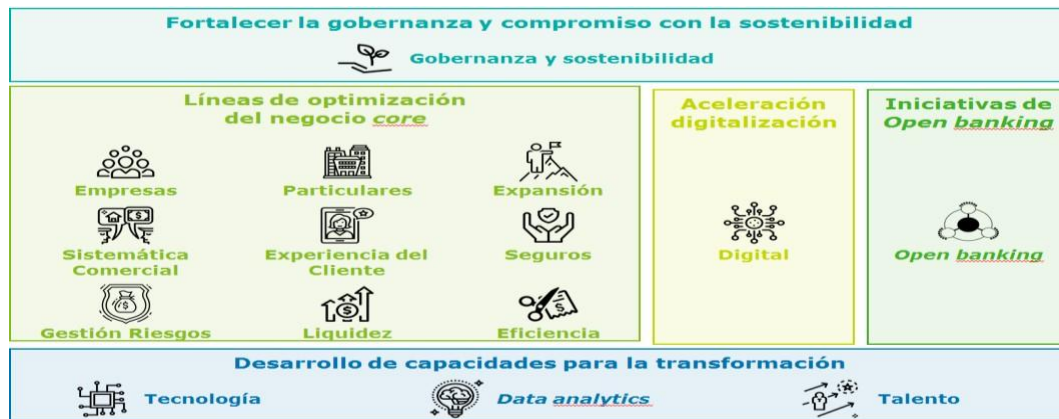 Fortalecer la gobernanza y compromiso con la sostenibilidad
Gobernanza y sostenibilidad
Líneas de optimización
del negocio core
Empresas
Particulares
Expansión
Sistemática
Comercial
Experiencia del
Cliente
Seguros
Gestión Riesgos
Liquidez
Eficiencia
Aceleración
digitalización
Digital
Iniciativas de
Open banking
Open banking
Desarrollo de capacidades para la transformación
Tecnología
Data analytics
Talento